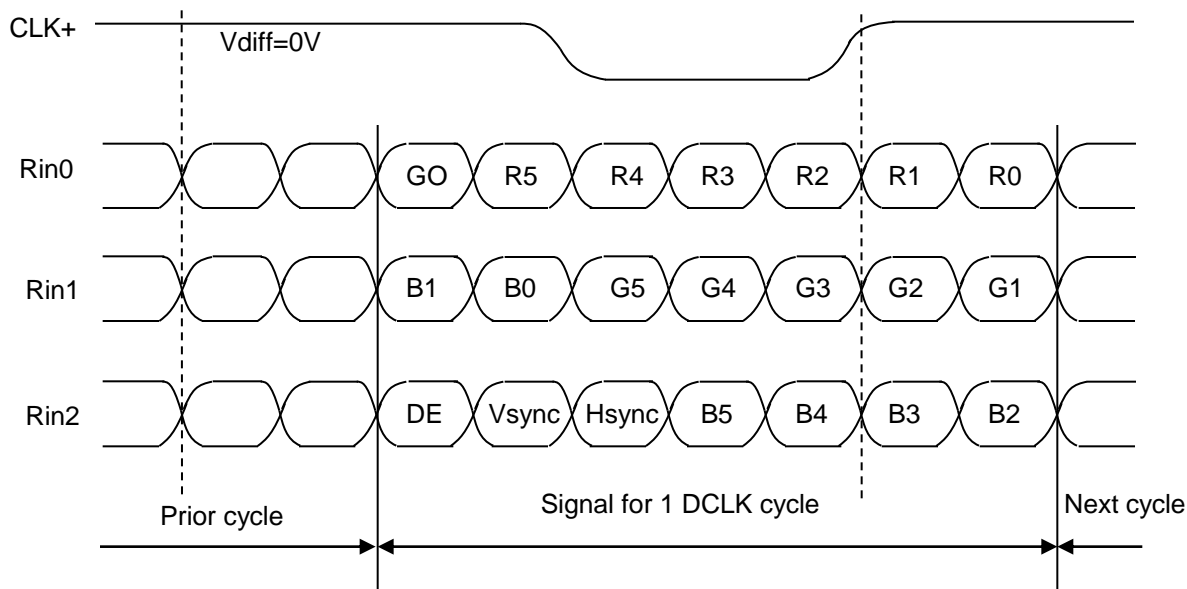 CLK+
Vdiff=0V
Rin0 GO R5 R4 R3 R2 R1 R0
Rin1 B1 B0 G5 G4 G3 G2 G1
Rin2 DE Vsync Hsync B5 B4 B3 B2
Prior cycle Signal for 1 DCLK cycle Next cycle